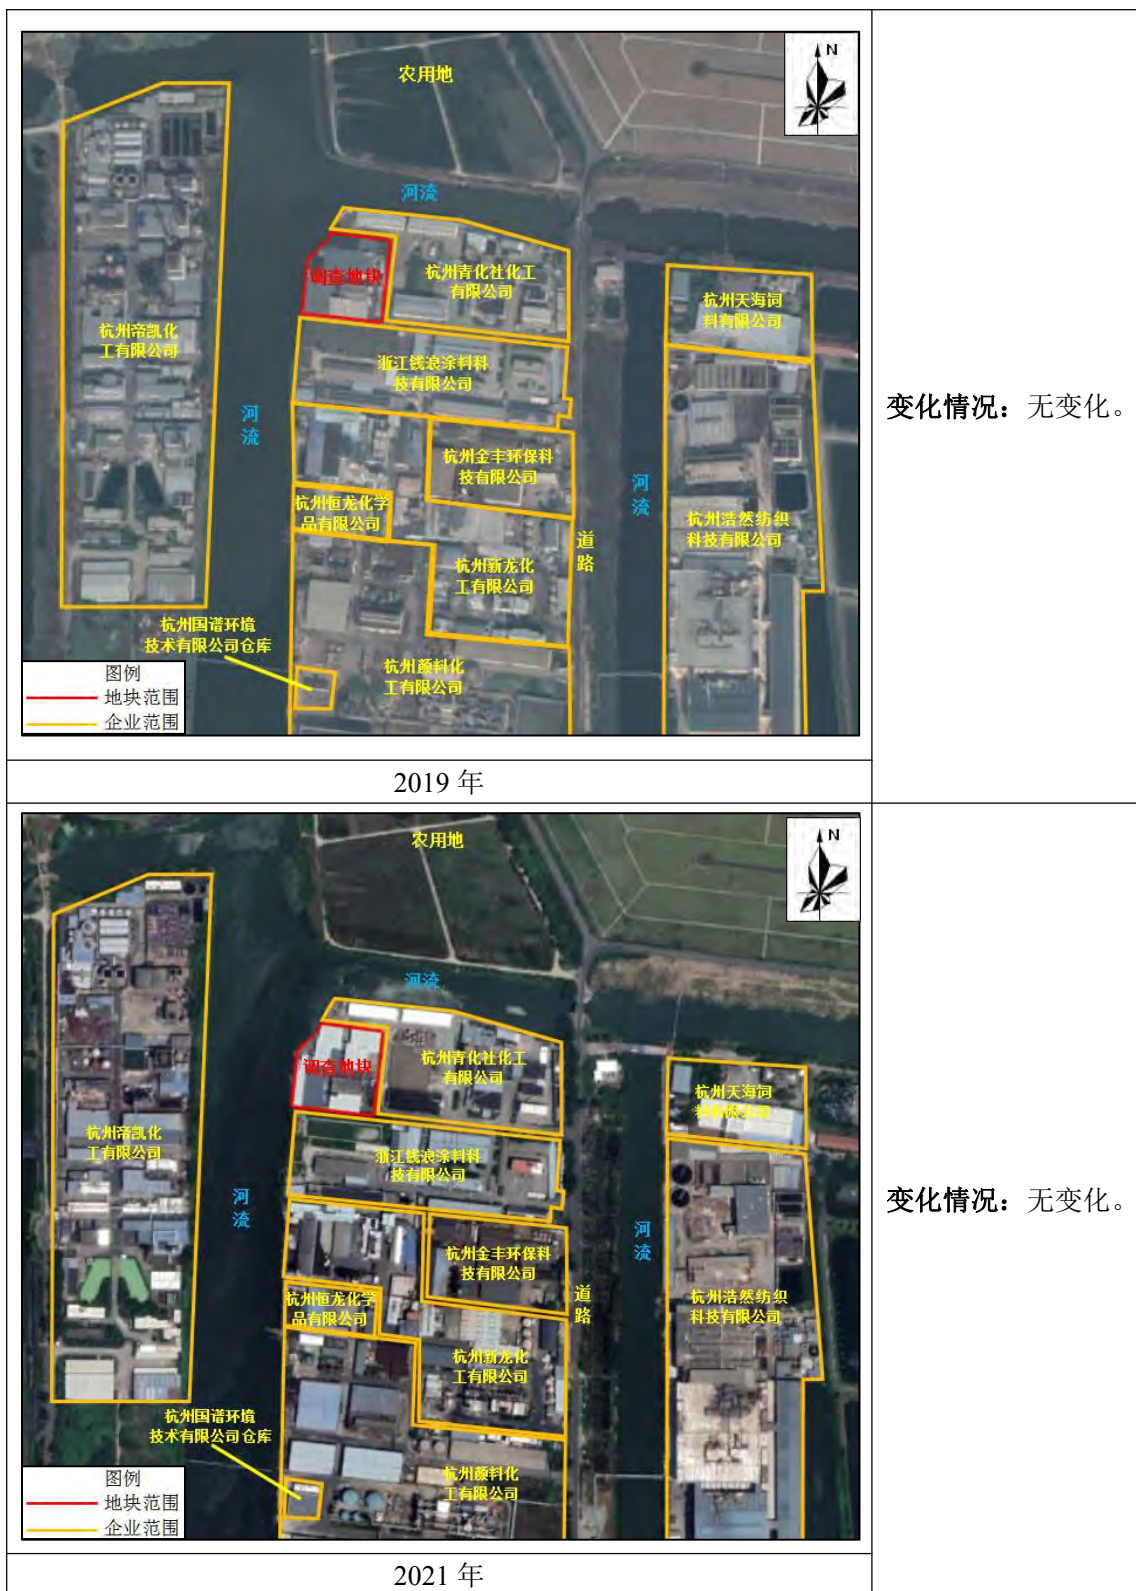 农用地
N
河流
调查地块
杭州青化社化工
有限公司
杭州天海饲
料有限公司
杭州帝凯化
工有限公司
浙江钱浪涂料科
技有限公司
河
流
杭州金丰环保科
技有限公司
杭州恒龙化学
品有限公司
河
流
杭州浩然纺织
科技有限公司
道
路
杭州新龙化
工有限公司
杭州国谱环境
技术有限公司仓库
杭州颜料化
工有限公司
图例
地块范围
企业范围
变化情况：无变化。
2019 年
农用地
N
河流
调查地块
杭州青化社化工
有限公司
杭州天海饲
料有限公司
杭州帝凯化
工有限公司
浙江钱浪涂料科
技有限公司
河
流
杭州金丰环保科
技有限公司
河
流
杭州恒龙化学
品有限公司
道
路
杭州浩然纺织
科技有限公司
杭州新龙化
工有限公司
杭州国谱环境
技术有限公司仓库
杭州颜料化
工有限公司
图例
地块范围
企业范围
变化情况：无变化。
2021 年